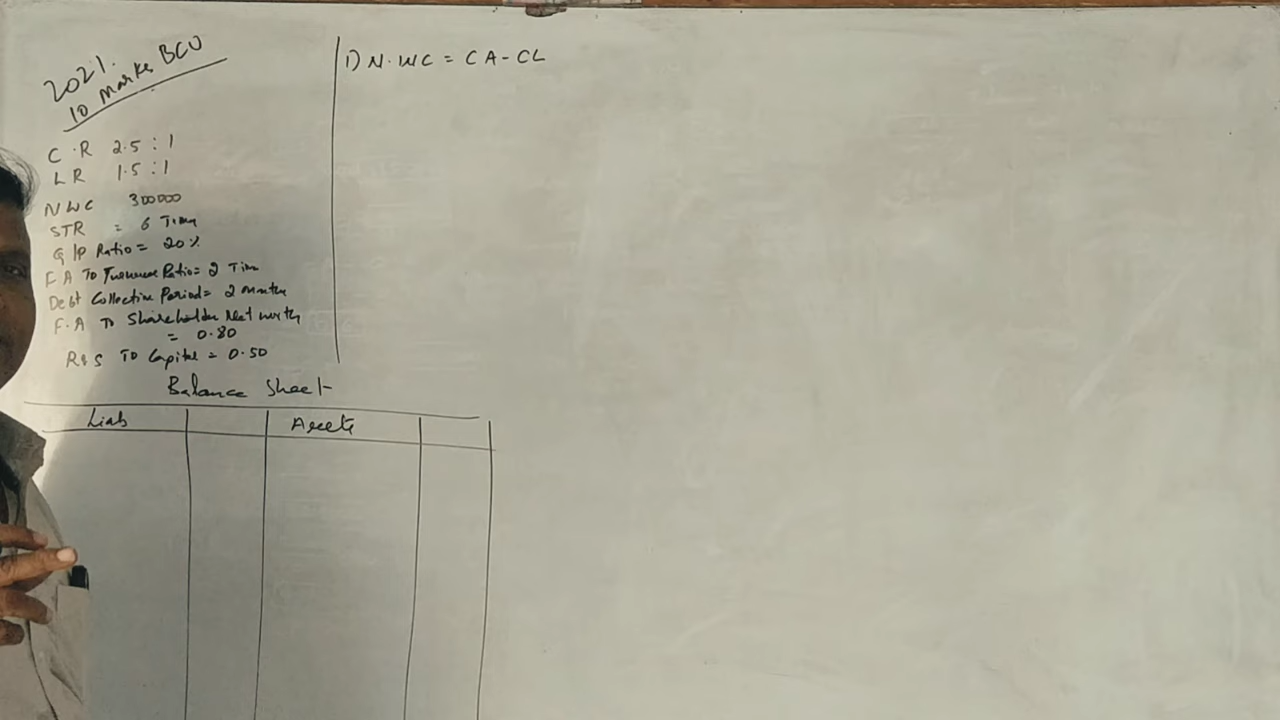 2021.
10 Marks BCU
C.R 2.5 : 1
LR 1.5 : 1
NWC 300000
STR = 6 Time
G/P Ratio = 20%
F A To Turnover Ratio = 2 Time
Debt Collection Period = 2 Months
F.A To Shareholder Net worth
= 0.80
R&S To Capital = 0.50
Balance Sheet
Liab Assets
1) N.WC = CA-CL